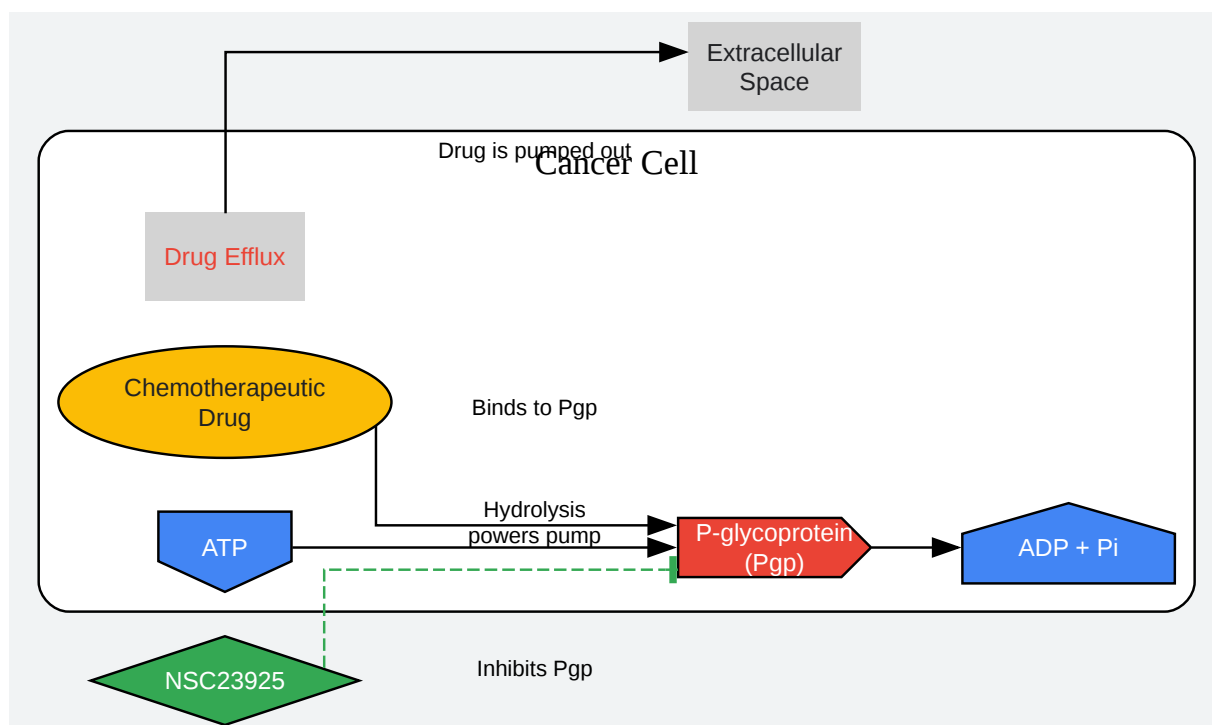 Extracellular
Space
Drug is pumped out
Cancer Cell
Drug Efflux
Chemotherapeutic
Drug
Binds to Pgp
Hydrolysis
powers pump
ATP
P-glycoprotein
(Pgp)
ADP + Pi
NSC23925
Inhibits Pgp